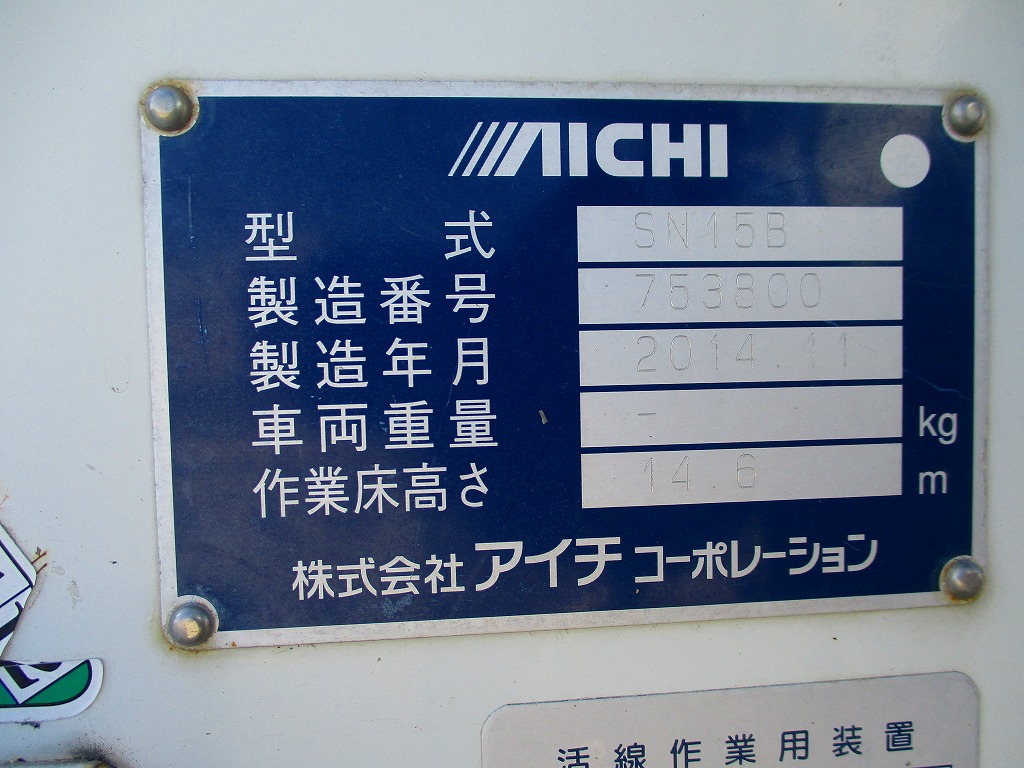 AICHI
型式 SN15B
製造番号 753800
製造年月 2014.11
車両重量 - kg
作業床高さ 14.6 m
株式会社アイチコーポレーション
活線作業用装置